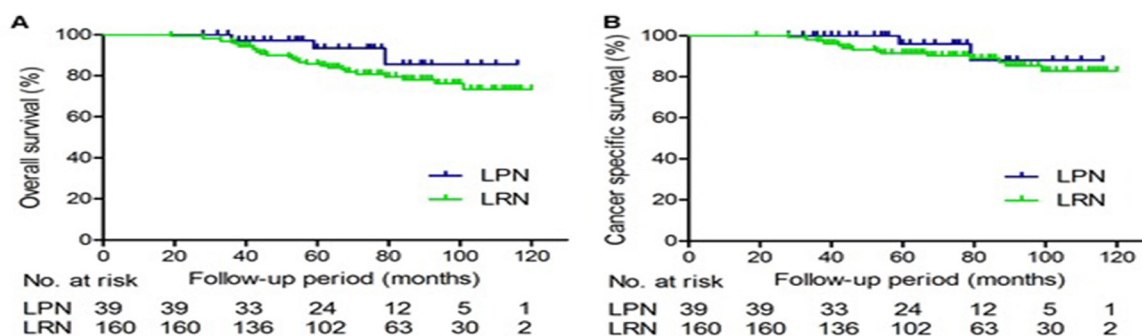 A
Overall survival (%)
100
80
60
40
20
0
LPN
LRN
0 20 40 60 80 100 120
No. at risk Follow-up period (months)
LPN 39 39 33 24 12 5 1
LRN 160 160 136 102 63 30 2
B
Cancer specific survival (%)
100
80
60
40
20
0
LPN
LRN
0 20 40 60 80 100 120
No. at risk Follow-up period (months)
LPN 39 39 33 24 12 5 1
LRN 160 160 136 102 63 30 2